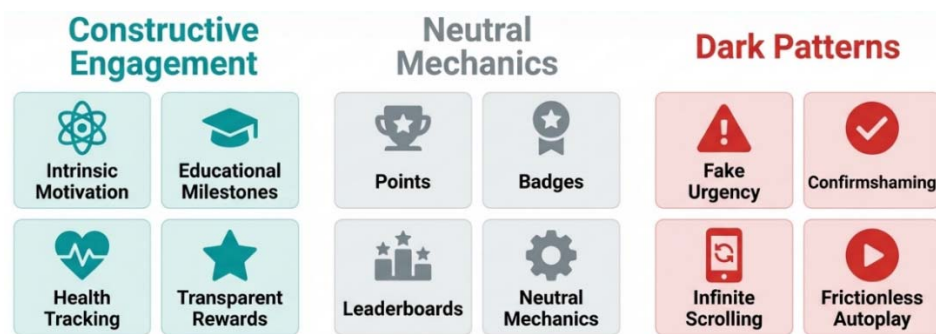 Constructive
Engagement
Neutral
Mechanics
Dark Patterns
Intrinsic
Motivation
Educational
Milestones
Health
Tracking
Transparent
Rewards
Points
Badges
Leaderboards
Neutral
Mechanics
Fake
Urgency
Confirmshaming
Infinite
Scrolling
Frictionless
Autoplay